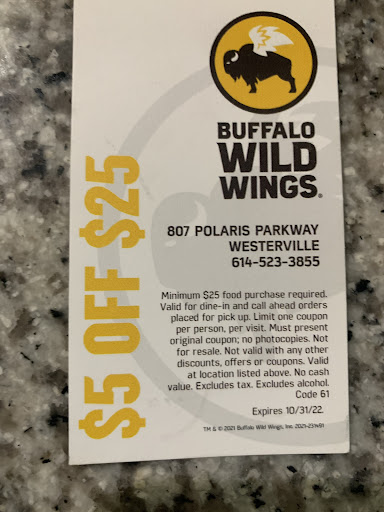 BUFFALO
WILD
WINGS®
807 POLARIS PARKWAY
WESTERVILLE
614-523-3855
$5 OFF $25
Minimum $25 food purchase required.
Valid for dine-in and call ahead orders
placed for pick up. Limit one coupon
per person, per visit. Must present
original coupon; no photocopies. Not
for resale. Not valid with any other
discounts, offers or coupons. Valid
at location listed above. No cash
value. Excludes tax. Excludes alcohol.
Code 61
Expires 10/31/22.
TM & © 2021 Buffalo Wild Wings, Inc. 2021-231491